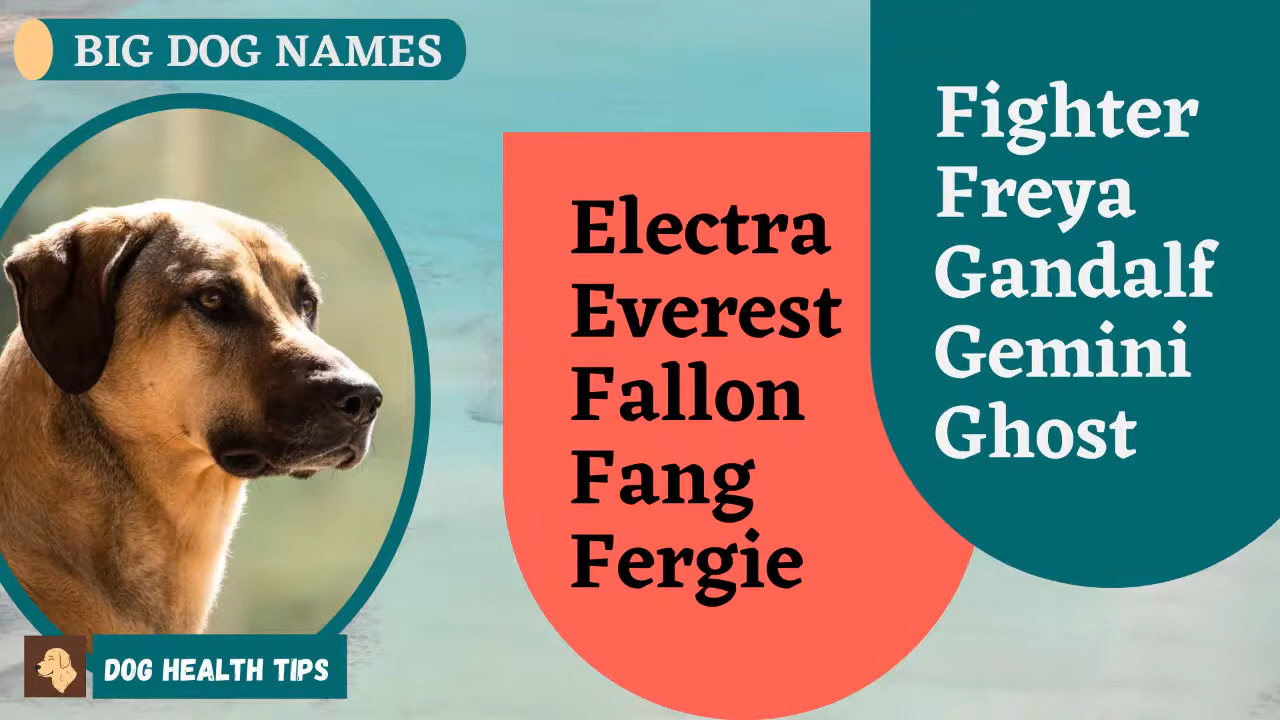 BIG DOG NAMES
Electra
Everest
Fallon
Fang
Fergie
Fighter
Freya
Gandalf
Gemini
Ghost
DOG HEALTH TIPS